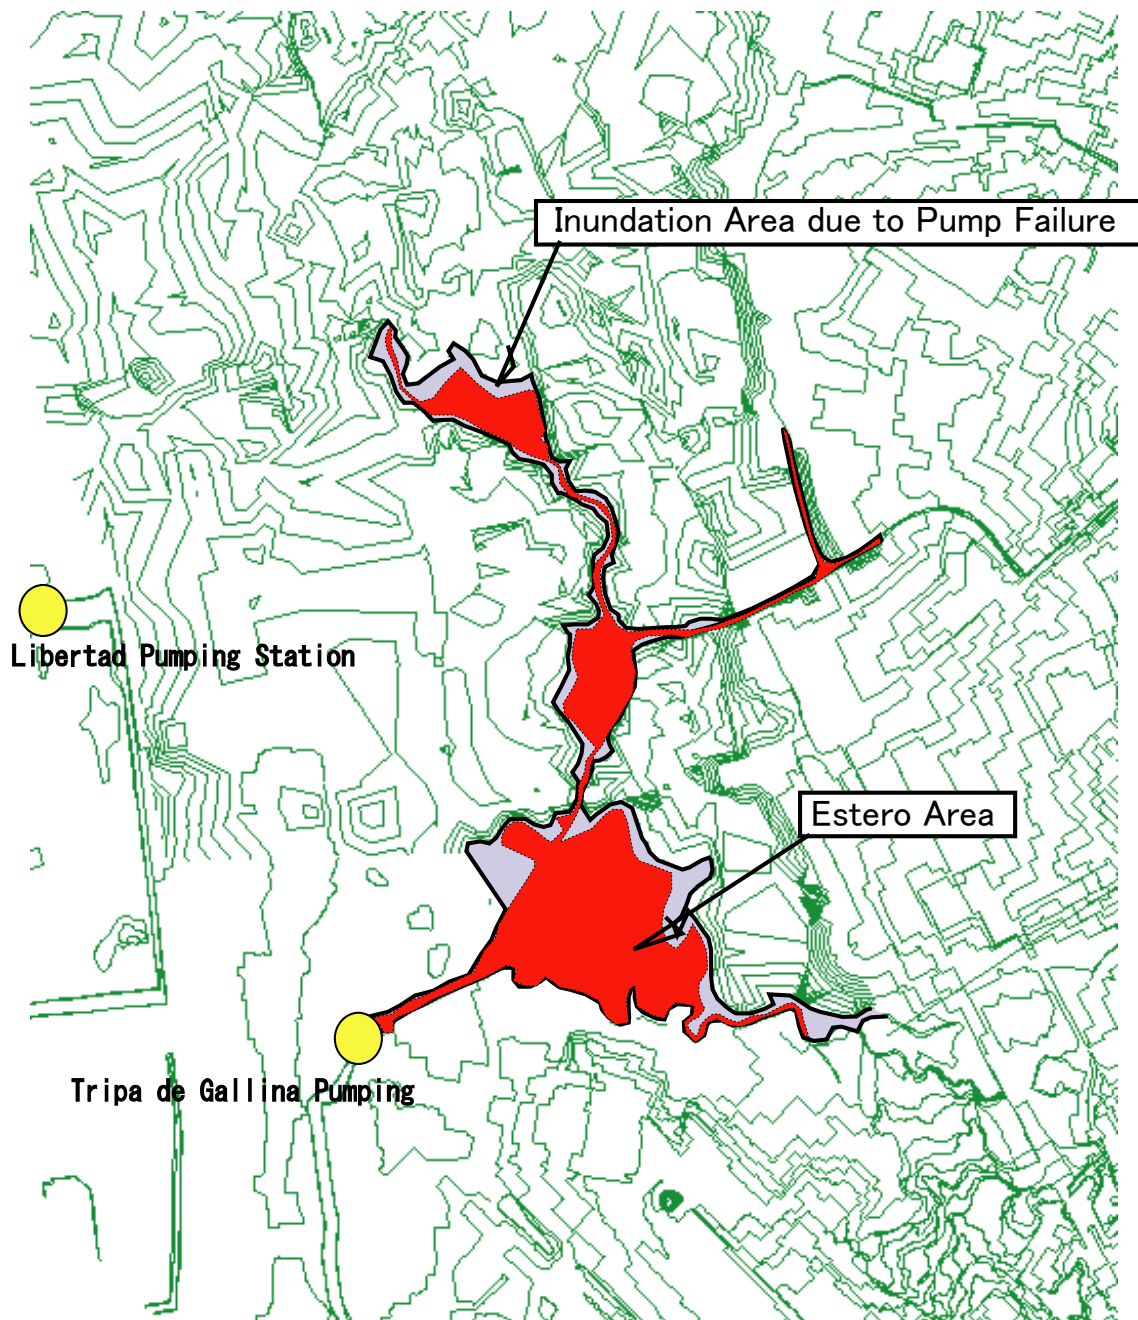 Inundation Area due to Pump Failure
Libertad Pumping Station
Estero Area
Tripa de Gallina Pumping